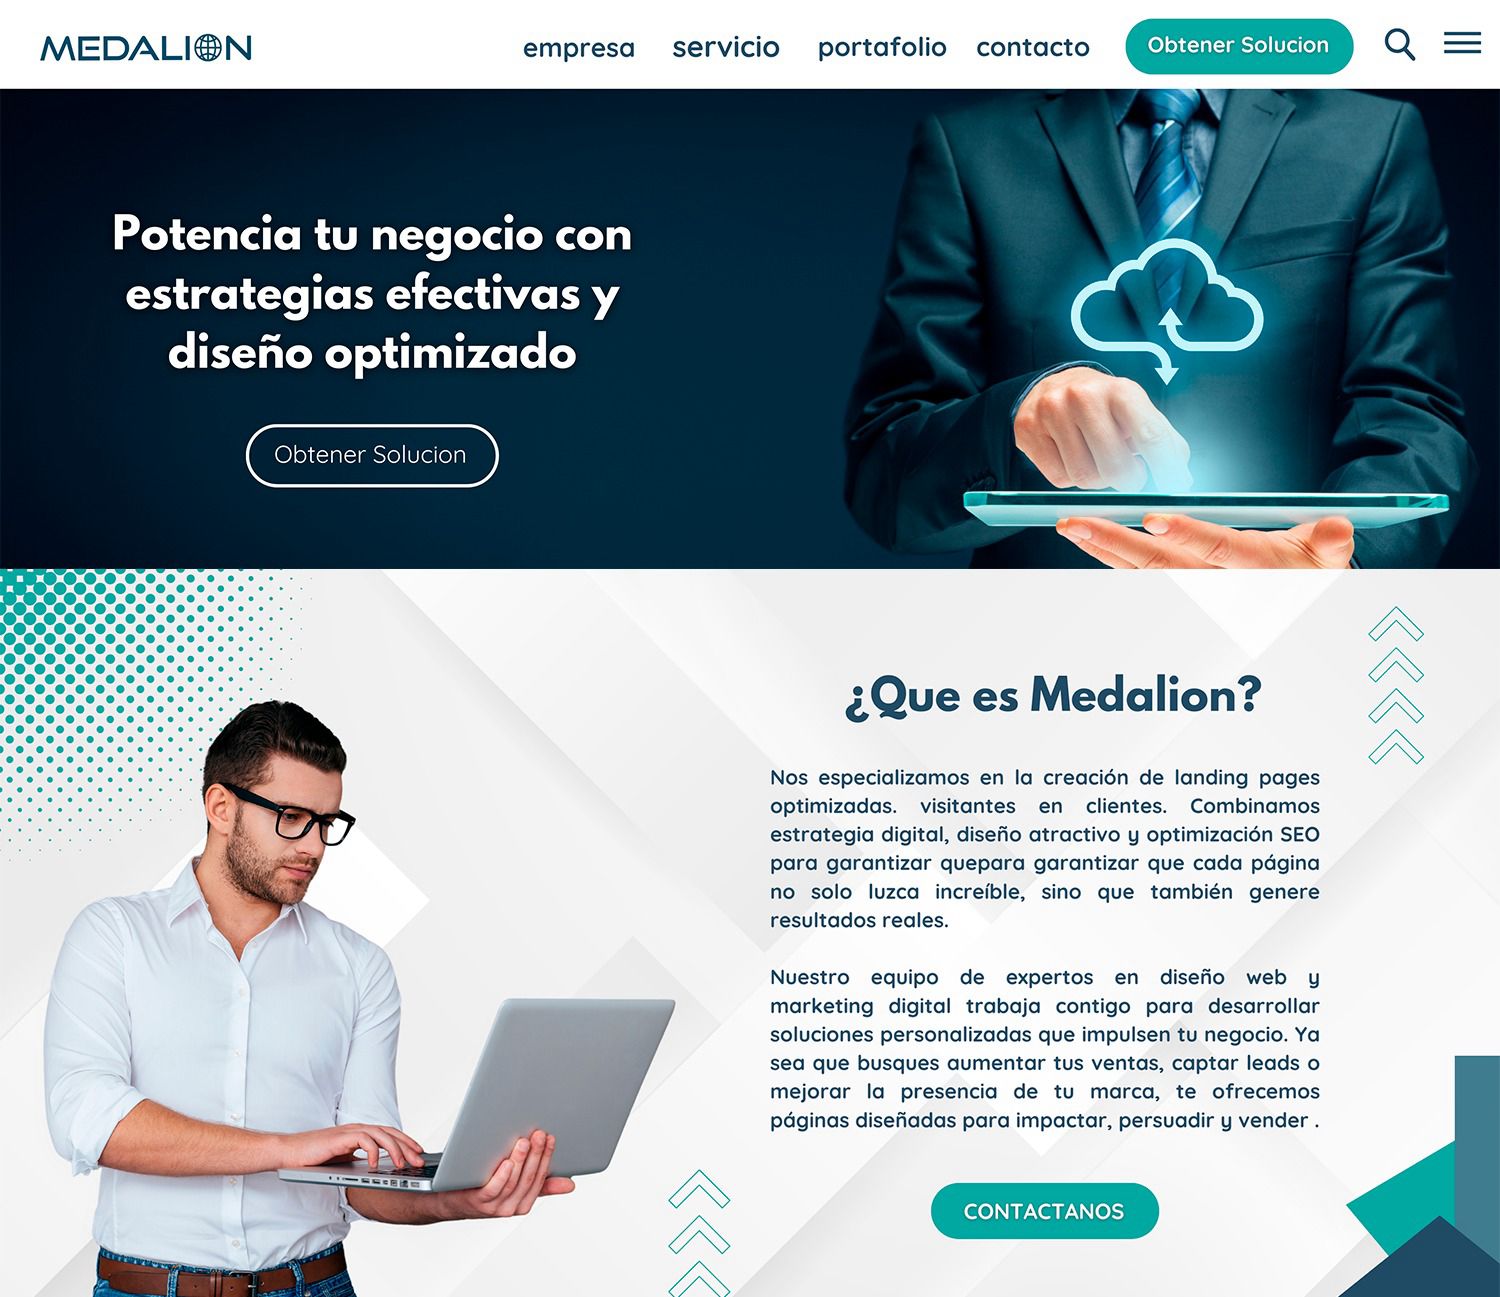 MEDALION
empresa servicio portafolio contacto Obtener Solucion
Potencia tu negocio con
estrategias efectivas y
diseño optimizado
Obtener Solucion
¿Que es Medalion?
Nos especializamos en la creación de landing pages
optimizadas. visitantes en clientes. Combinamos
estrategia digital, diseño atractivo y optimización SEO
para garantizar quepara garantizar que cada página
no solo luzca increíble, sino que también genere
resultados reales.
Nuestro equipo de expertos en diseño web y
marketing digital trabaja contigo para desarrollar
soluciones personalizadas que impulsen tu negocio. Ya
sea que busques aumentar tus ventas, captar leads o
mejorar la presencia de tu marca, te ofrecemos
páginas diseñadas para impactar, persuadir y vender .
CONTACTANOS